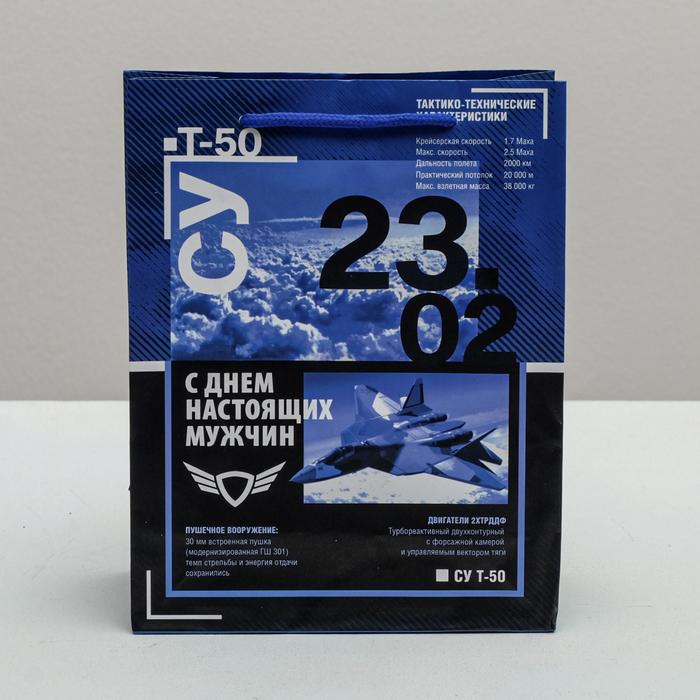 Т-50
СУ
ТАКТИКО-ТЕХНИЧЕСКИЕ
ХАРАКТЕРИСТИКИ
Крейсерская скорость 1.7 Маха
Макс. скорость 2.5 Маха
Дальность полета 2000 км
Практический потолок 20 000 м
Макс. взлетная масса 38 000 кг
23.
02
С ДНЕМ
НАСТОЯЩИХ
МУЖЧИН
ПУШЕЧНОЕ ВООРУЖЕНИЕ:
30 мм встроенная пушка
(модернизированная ГШ 301)
темп стрельбы и энергия отдачи
сохранились
ДВИГАТЕЛИ 2ХТРДДФ
Турбореактивный двухконтурный
с форсажной камерой
и управляемым вектором тяги
СУ Т-50